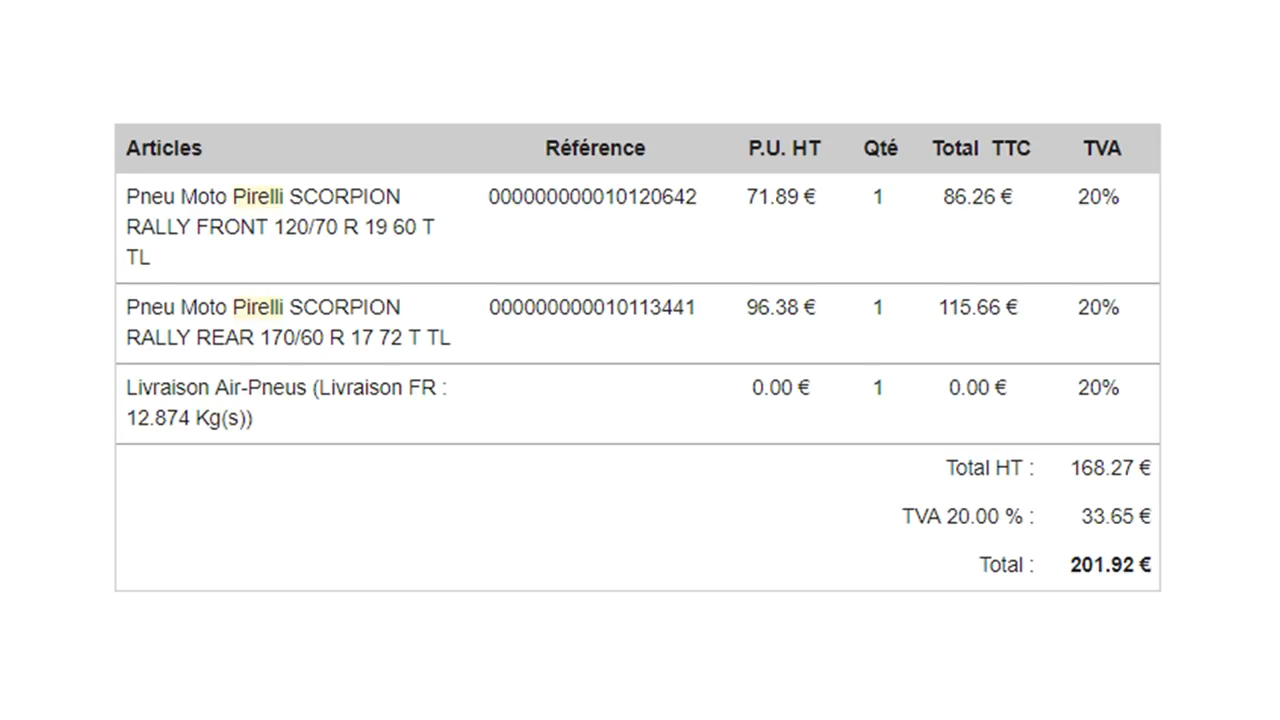 Articles Référence P.U. HT Qté Total TTC TVA
Pneu Moto Pirelli SCORPION 000000000010120642 71.89 € 1 86.26 € 20%
RALLY FRONT 120/70 R 19 60 T
TL
Pneu Moto Pirelli SCORPION 000000000010113441 96.38 € 1 115.66 € 20%
RALLY REAR 170/60 R 17 72 T TL
Livraison Air-Pneus (Livraison FR : 0.00 € 1 0.00 € 20%
12.874 Kg(s))
Total HT : 168.27 €
TVA 20.00 % : 33.65 €
Total : 201.92 €